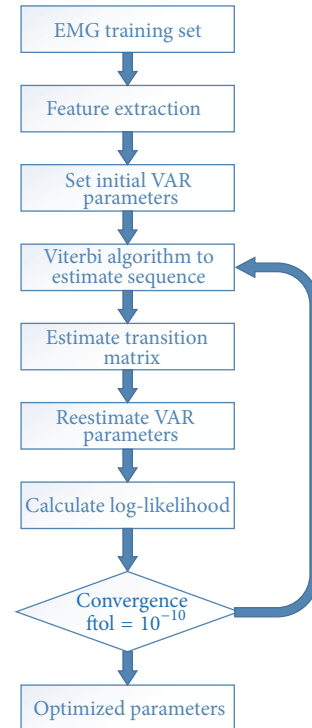 EMG training set
Feature extraction
Set initial VAR
parameters
Viterbi algorithm to
estimate sequence
Estimate transition
matrix
Reestimate VAR
parameters
Calculate log-likelihood
Convergence
ftol = 10⁻¹⁰
Optimized parameters